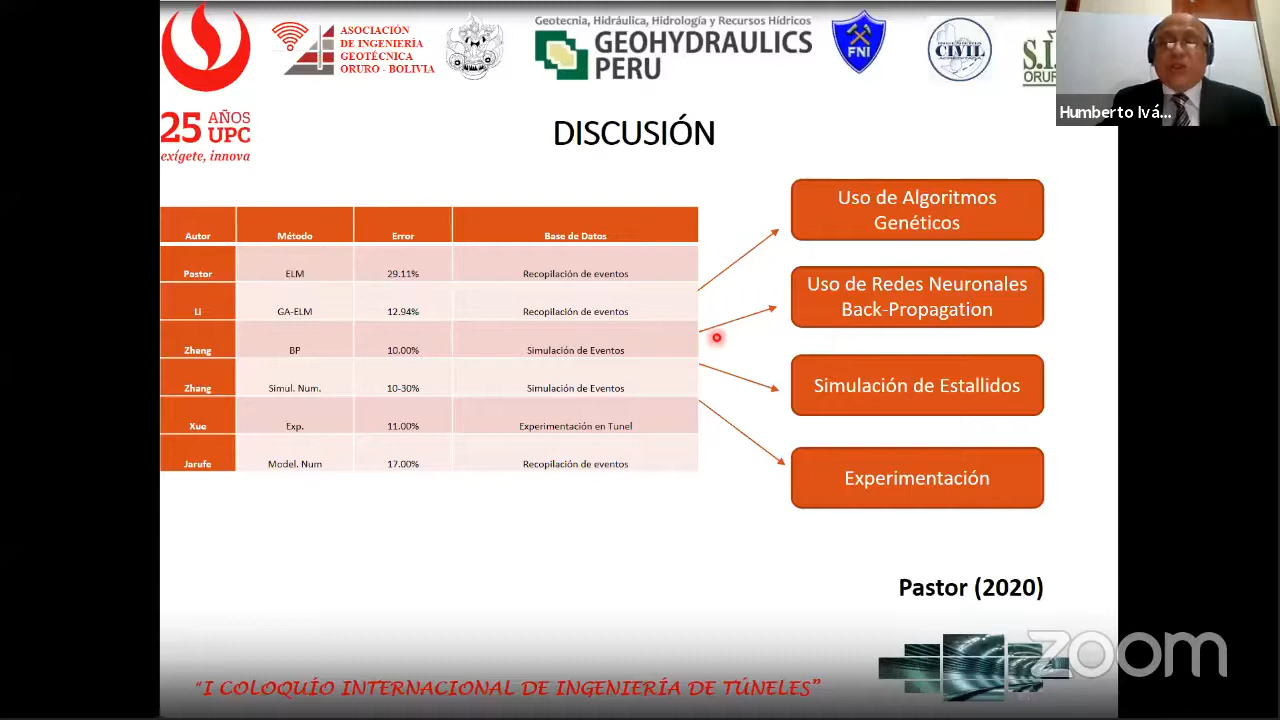 ASOCIACIÓN
DE INGENIERÍA
GEOTÉCNICA
ORURO - BOLIVIA
Geotecnia, Hidráulica, Hidrología y Recursos Hídricos
GEOHYDRAULICS
PERU
FNI
CIVIL
S.I.
ORUR
Humberto Ivá...
25 AÑOS
UPC
exígete, innova
DISCUSIÓN
Autor Método Error Base de Datos
Pastor ELM 29.11% Recopilación de eventos
Li GA-ELM 12.94% Recopilación de eventos
Zheng BP 10.00% Simulación de Eventos
Zhang Simul. Num. 10-30% Simulación de Eventos
Xue Exp. 11.00% Experimentación en Tunel
Jarufe Model. Num 17.00% Recopilación de eventos
Uso de Algoritmos
Genéticos
Uso de Redes Neuronales
Back-Propagation
Simulación de Estallidos
Experimentación
Pastor (2020)
"I COLOQUÍO INTERNACIONAL DE INGENIERÍA DE TÚNELES"
zoom